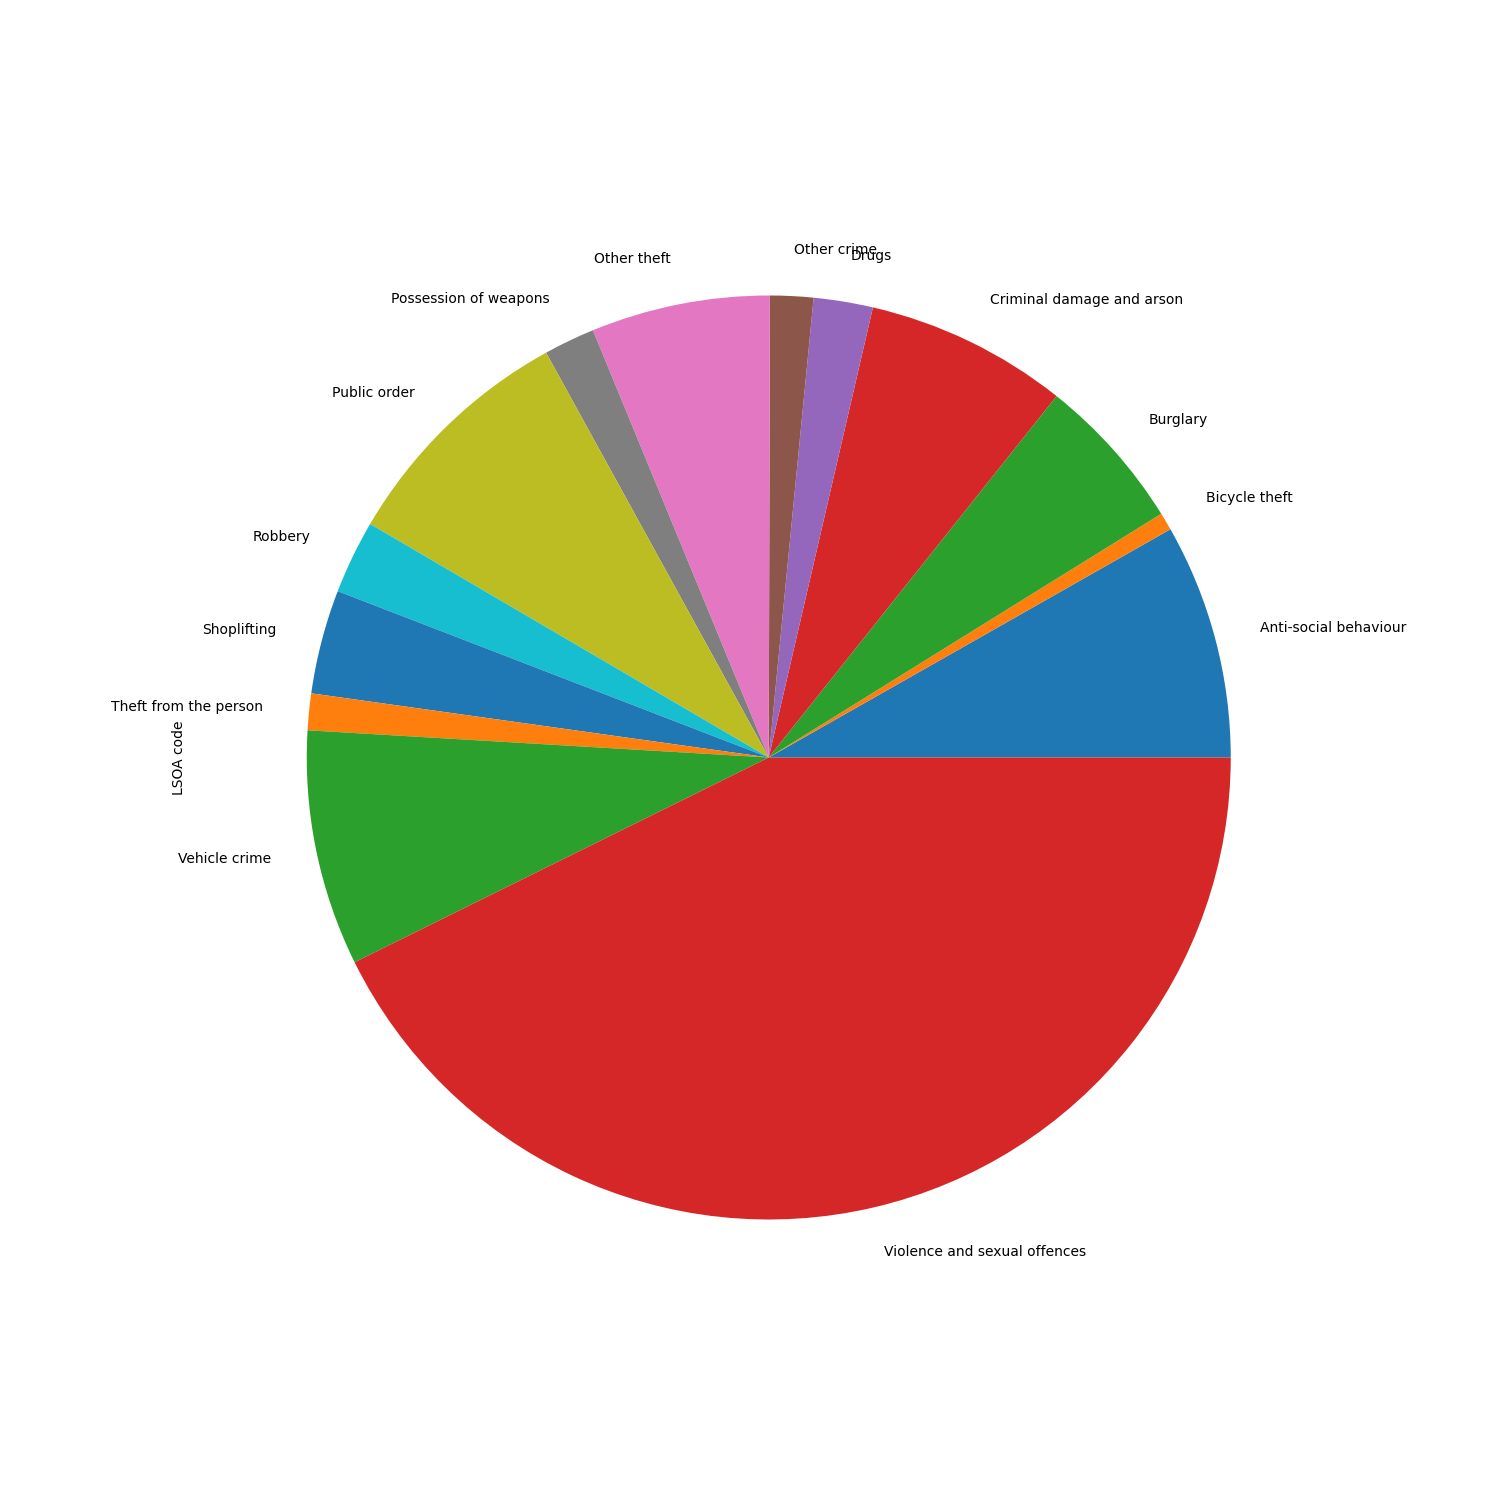 Other crime
Drugs
Other theft
Possession of weapons
Criminal damage and arson
Public order
Burglary
Bicycle theft
Robbery
Anti-social behaviour
Shoplifting
Theft from the person
LSOA code
Vehicle crime
Violence and sexual offences